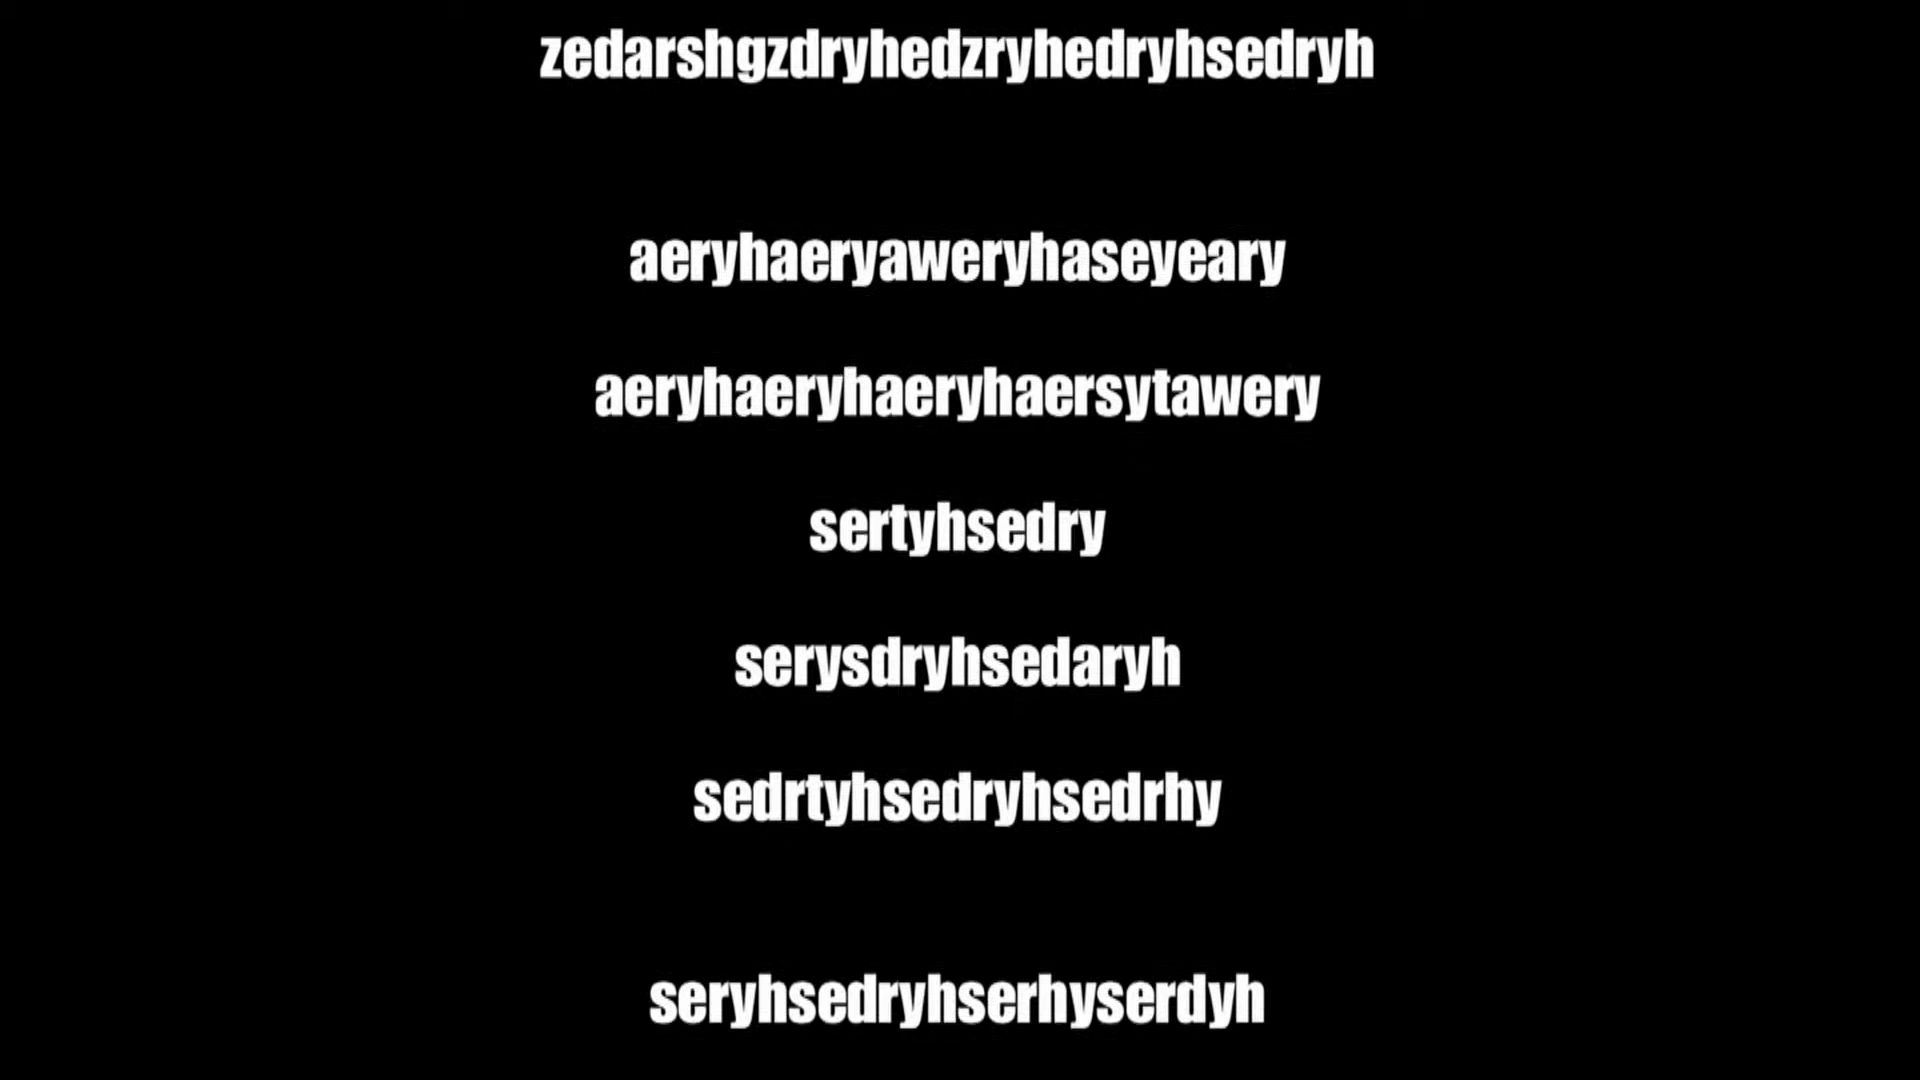 zedarshgzdryhedzryhedryhsedryh
aeryhaeryaweryhaseyeary
aeryhaeryhaeryhaersytawery
sertyhsedry
serysdryhsedaryh
sedrtyhsedryhsedrhy
seryhsedryhserhyserdyh